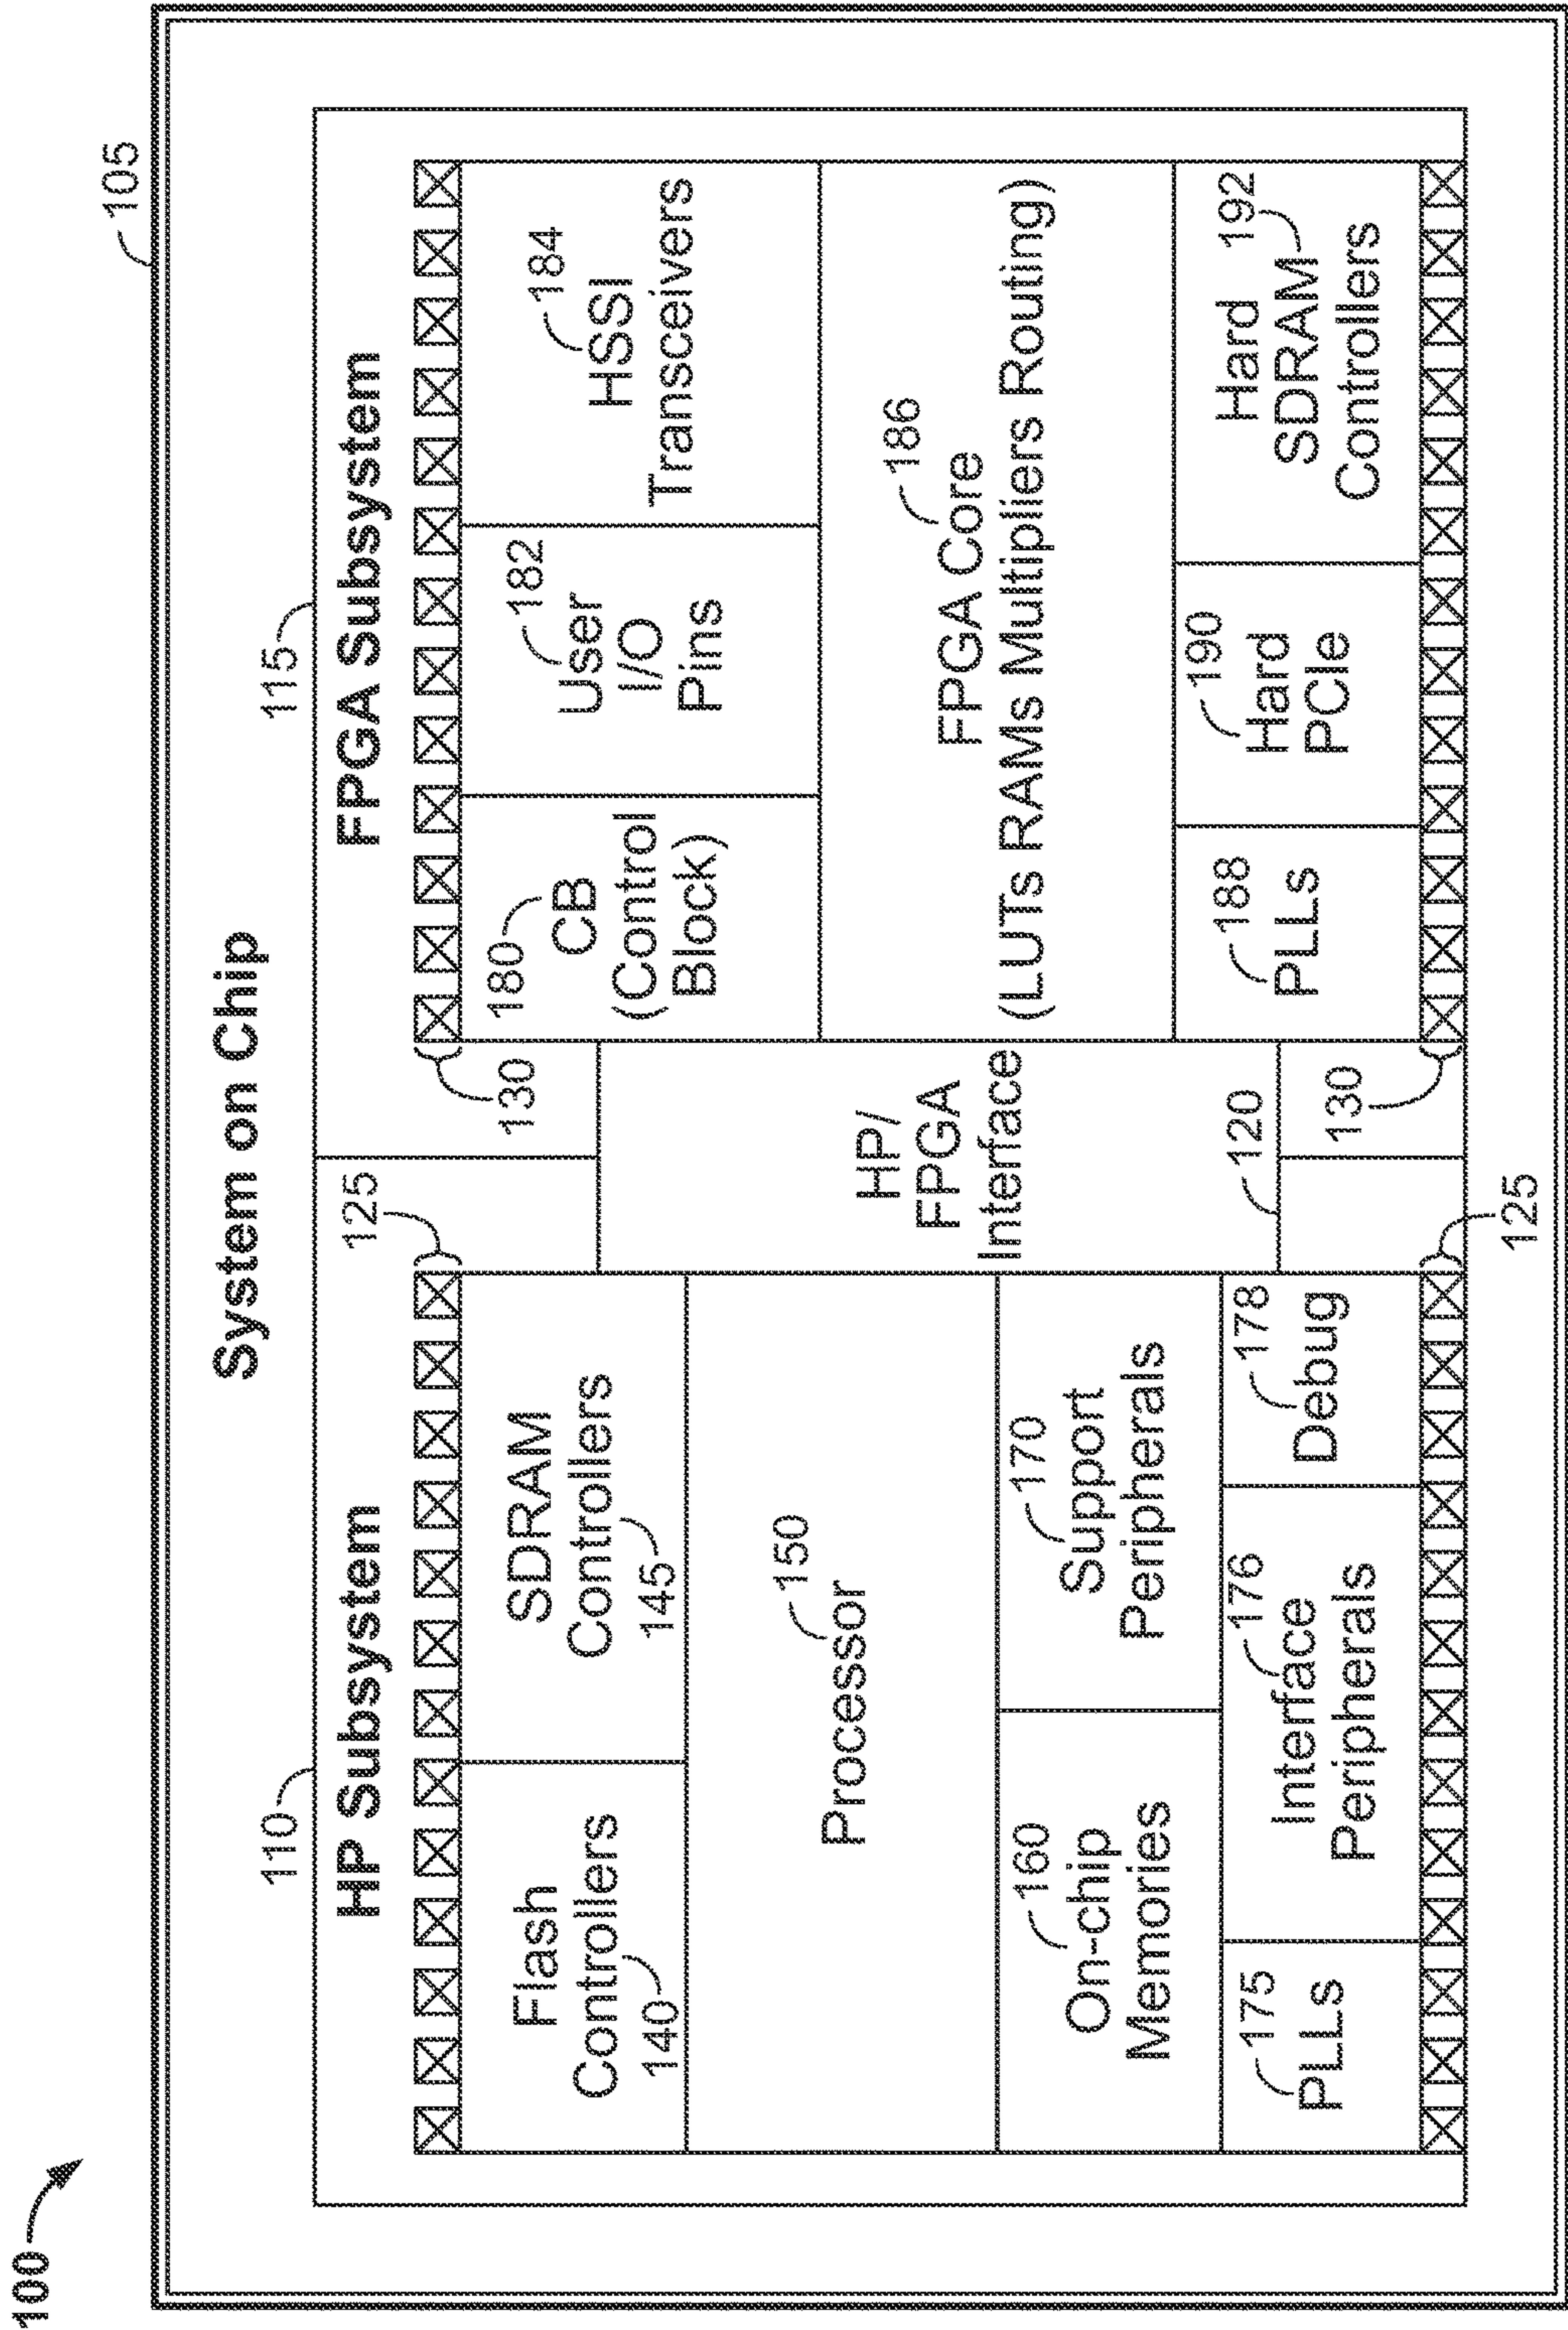 100
105
System on Chip
110
HP Subsystem
115
FPGA Subsystem
125
130
Flash
Controllers
140
SDRAM
Controllers
145
150
Processor
160
On-chip
Memories
170
Support
Peripherals
175
PLLs
176
Interface
Peripherals
178
Debug
125
HP/
FPGA
Interface
120
130
180
CB
(Control
Block)
182
User
I/O
Pins
184
HSSI
Transceivers
186
FPGA Core
(LUTs RAMs Multipliers Routing)
188
PLLs
190
Hard
PCIe
Hard
192
SDRAM
Controllers